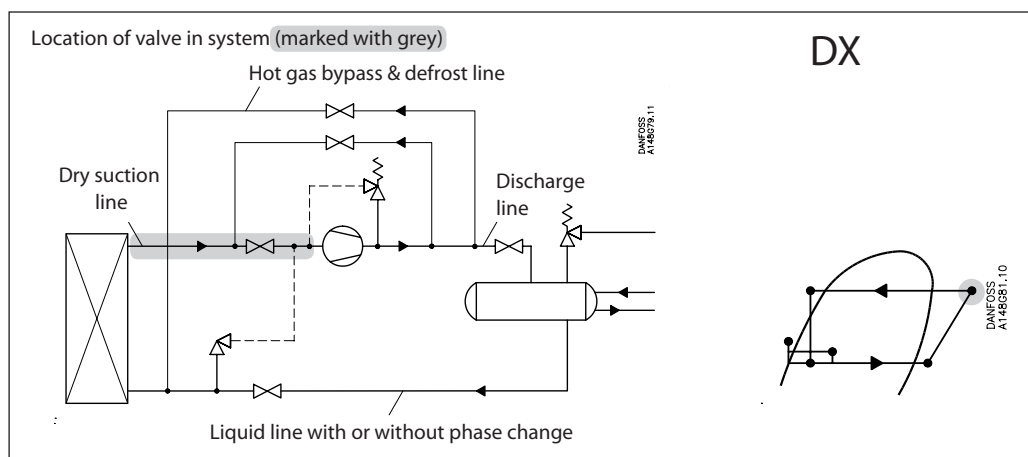 Location of valve in system (marked with grey)
DX
Hot gas bypass & defrost line
DANFOSS
A148G79.11
Dry suction
line
Discharge
line
DANFOSS
A148G81.10
Liquid line with or without phase change